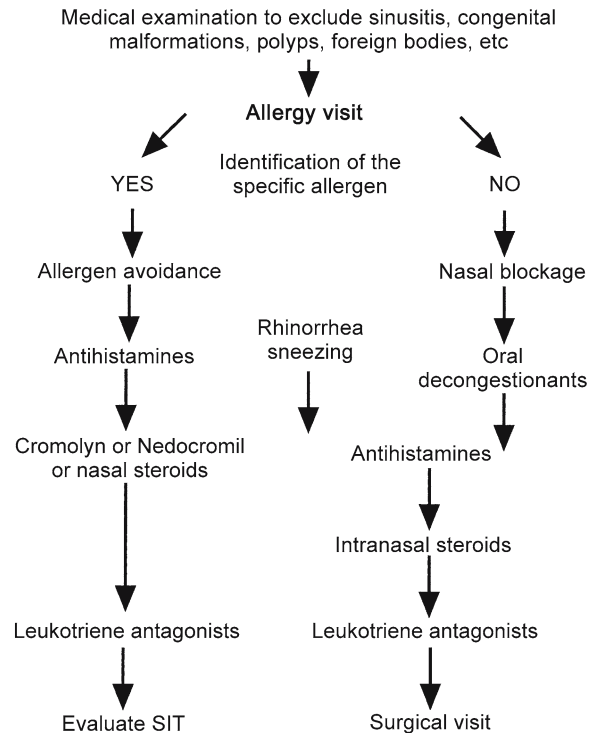 Medical examination to exclude sinusitis, congenital
malformations, polyps, foreign bodies, etc
Allergy visit
Identification of the
specific allergen
YES
NO
Allergen avoidance
Nasal blockage
Rhinorrhea
sneezing
Antihistamines
Oral
decongestionants
Cromolyn or Nedocromil
or nasal steroids
Antihistamines
Intranasal steroids
Leukotriene antagonists
Leukotriene antagonists
Evaluate SIT
Surgical visit